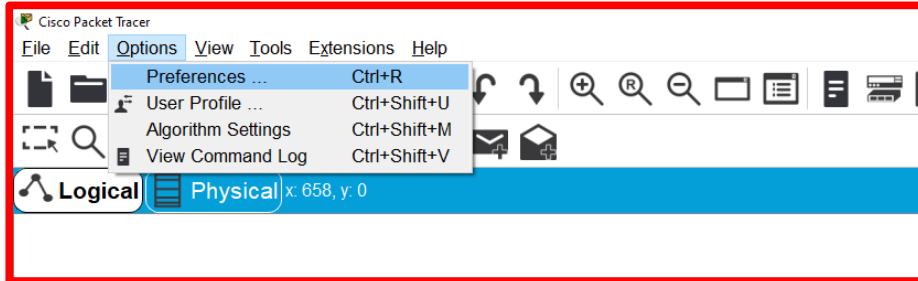 Cisco Packet Tracer
File Edit Options View Tools Extensions Help
Preferences ... Ctrl+R
User Profile ... Ctrl+Shift+U
Algorithm Settings Ctrl+Shift+M
View Command Log Ctrl+Shift+V
R
Logical Physical x: 658, y: 0